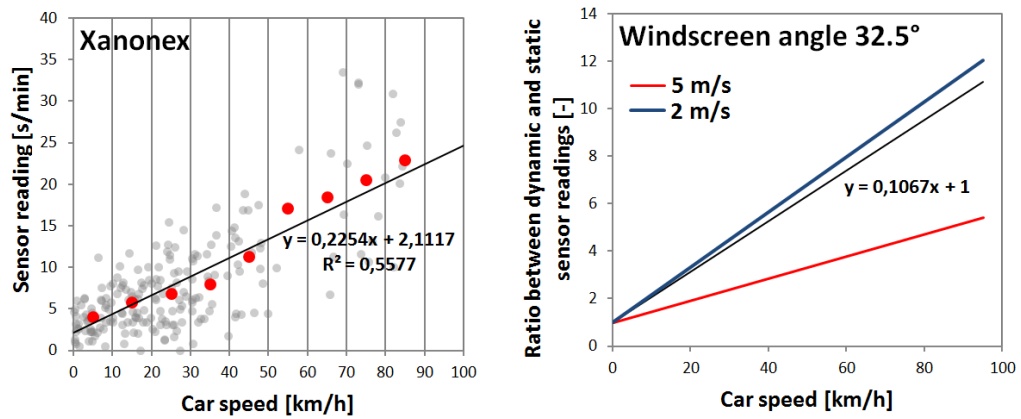 Xanonex
Sensor reading [s/min]
40
35
30
25
20
15
10
5
0
y = 0,2254x + 2,1117
R² = 0,5577
0 10 20 30 40 50 60 70 80 90 100
Car speed [km/h]
Windscreen angle 32.5°
Ratio between dynamic and static
sensor readings [-]
14
12
10
8
6
4
2
0
5 m/s
2 m/s
y = 0,1067x + 1
0 20 40 60 80 100
Car speed [km/h]